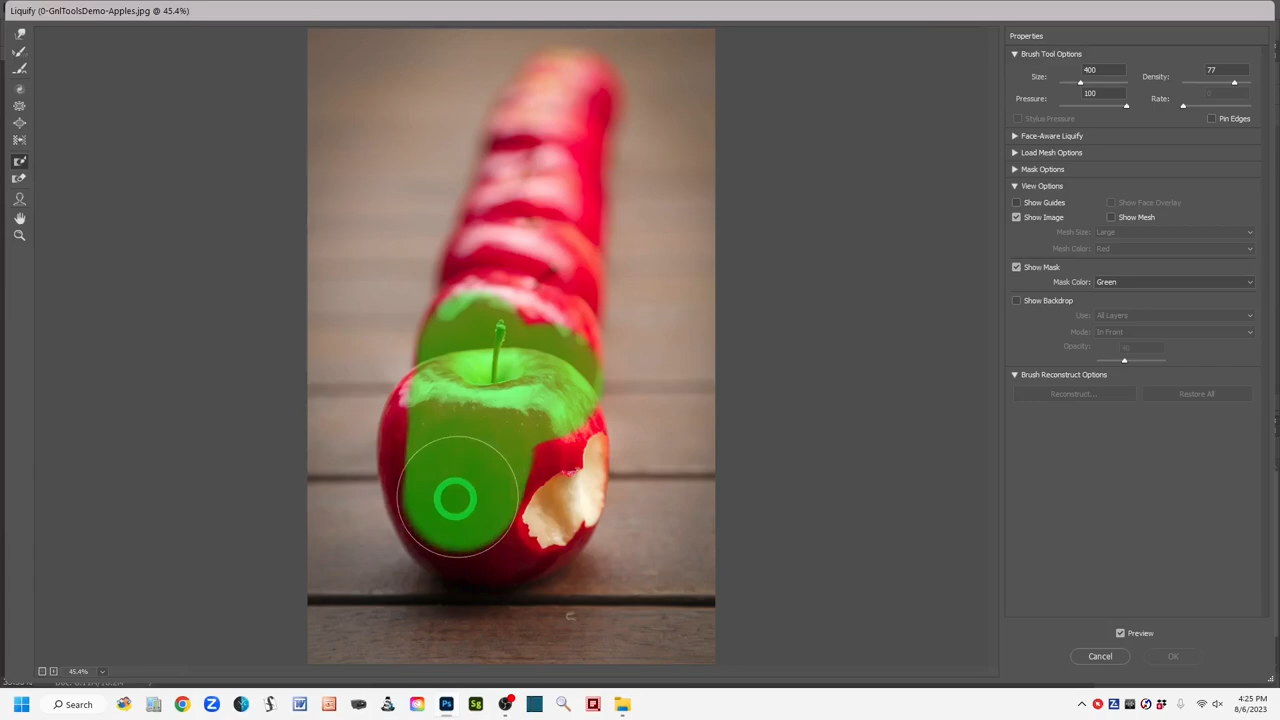 Liquify (0-GnlToolsDemo-Apples.jpg @ 45.4%)
Properties
Brush Tool Options
Size: 400 Density: 77
Pressure: 100 Rate: 0
Stylus Pressure Pin Edges
Face-Aware Liquify
Load Mesh Options
Mask Options
View Options
Show Guides Show Face Overlay
Show Image Show Mesh
Mesh Size: Large
Mesh Color: Red
Show Mask
Mask Color: Green
Show Backdrop
Use: All Layers
Mode: In Front
Opacity:
Brush Reconstruct Options
Reconstruct... Restore All
Preview
Cancel OK
45.4%
Search
Ps Sg
4:25 PM
8/6/2023